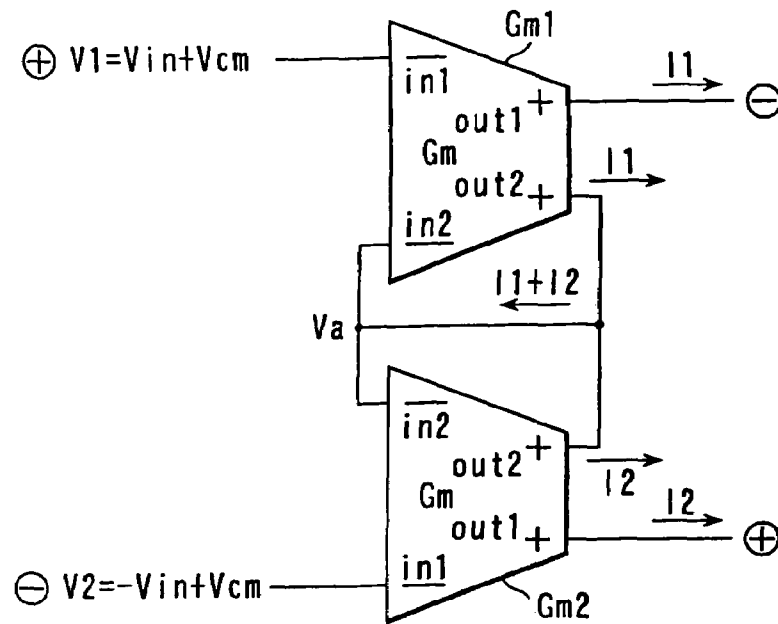 Gm1
⊕ V1=Vin+Vcm
in1
I1
out1 +
⊖
Gm
I1
out2 +
in2
I1+I2
Va
in2
out2 +
I2
Gm
I2
out1 +
⊕
in1
⊖ V2=-Vin+Vcm
Gm2